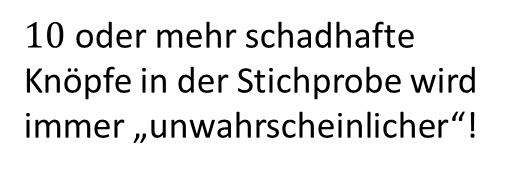 10 oder mehr schadhafte
Knöpfe in der Stichprobe wird
immer „unwahrscheinlicher“!